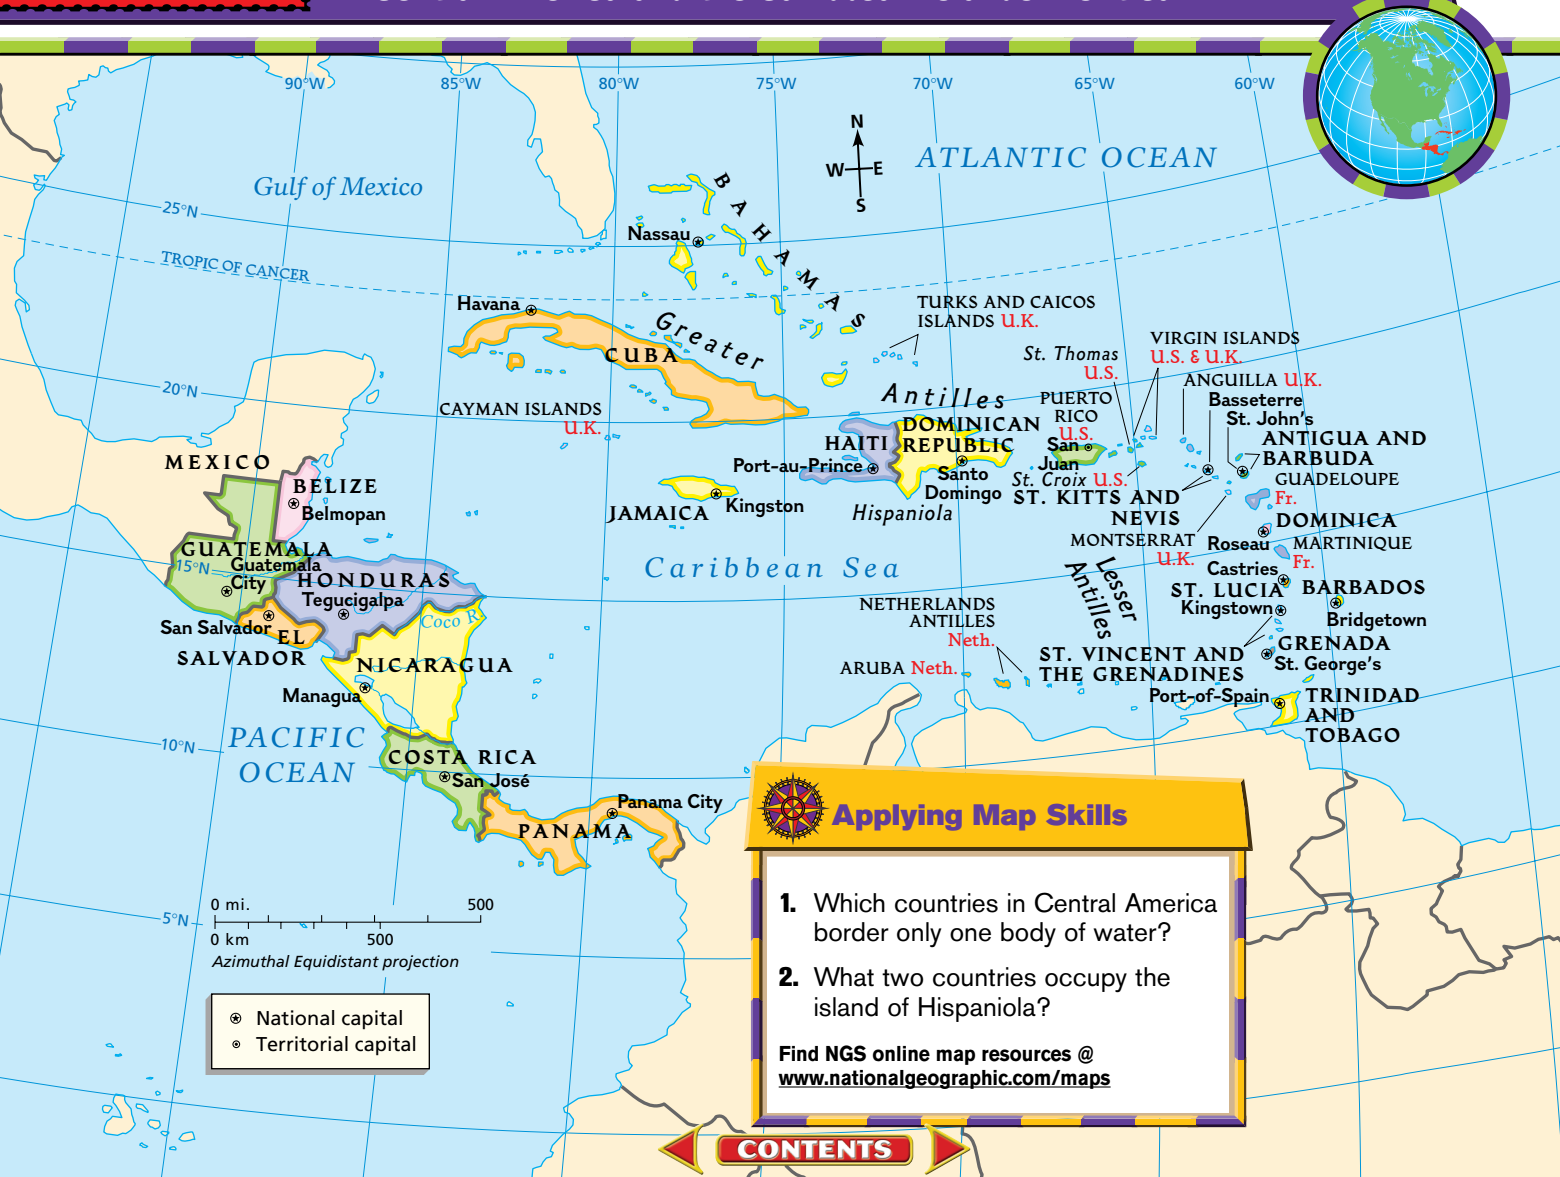 90°W
85°W
80°W
75°W
70°W
65°W
60°W
N
W
E
S
ATLANTIC OCEAN
Gulf of Mexico
25°N
TROPIC OF CANCER
BAHAMAS
Nassau
Havana
Greater
CUBA
TURKS AND CAICOS
ISLANDS U.K.
St. Thomas
U.S.
VIRGIN ISLANDS
U.S. & U.K.
ANGUILLA U.K.
Basseterre
St. John's
20°N
CAYMAN ISLANDS
U.K.
Antilles
PUERTO
RICO
U.S.
San
Juan
HAITI
DOMINICAN
REPUBLIC
ANTIGUA AND
BARBUDA
MEXICO
Port-au-Prince
Santo
Domingo
St. Croix U.S.
GUADELOUPE
Fr.
BELIZE
Belmopan
JAMAICA
Kingston
Hispaniola
ST. KITTS AND
NEVIS
DOMINICA
Roseau
MONTSERRAT
U.K.
MARTINIQUE
Fr.
GUATEMALA
15°N
Guatemala
City
HONDURAS
Tegucigalpa
Caribbean Sea
Lesser
Antilles
Castries
ST. LUCIA
BARBADOS
Kingstown
Bridgetown
Coco R.
San Salvador
EL
SALVADOR
NETHERLANDS
ANTILLES
Neth.
ARUBA Neth.
ST. VINCENT AND
THE GRENADINES
GRENADA
St. George's
NICARAGUA
Managua
Port-of-Spain
TRINIDAD
AND
TOBAGO
10°N
PACIFIC
OCEAN
COSTA RICA
San José
Panama City
PANAMA
5°N
0 mi.
500
0 km
500
Azimuthal Equidistant projection
National capital
Territorial capital
Applying Map Skills
1. Which countries in Central America
border only one body of water?
2. What two countries occupy the
island of Hispaniola?
Find NGS online map resources @
www.nationalgeographic.com/maps
CONTENTS